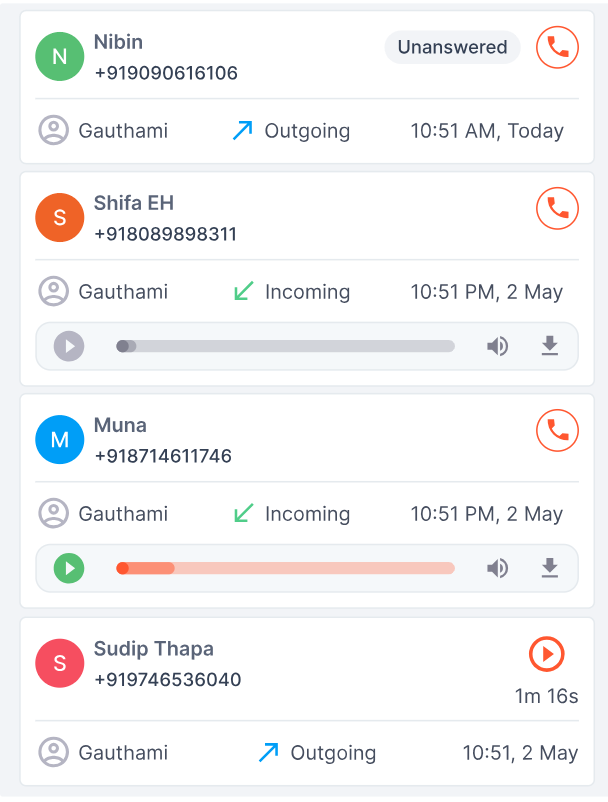 N
Nibin
Unanswered
+919090616106
Gauthami
Outgoing
10:51 AM, Today
S
Shifa EH
+918089898311
Gauthami
Incoming
10:51 PM, 2 May
M
Muna
+918714611746
Gauthami
Incoming
10:51 PM, 2 May
S
Sudip Thapa
+919746536040
1m 16s
Gauthami
Outgoing
10:51, 2 May